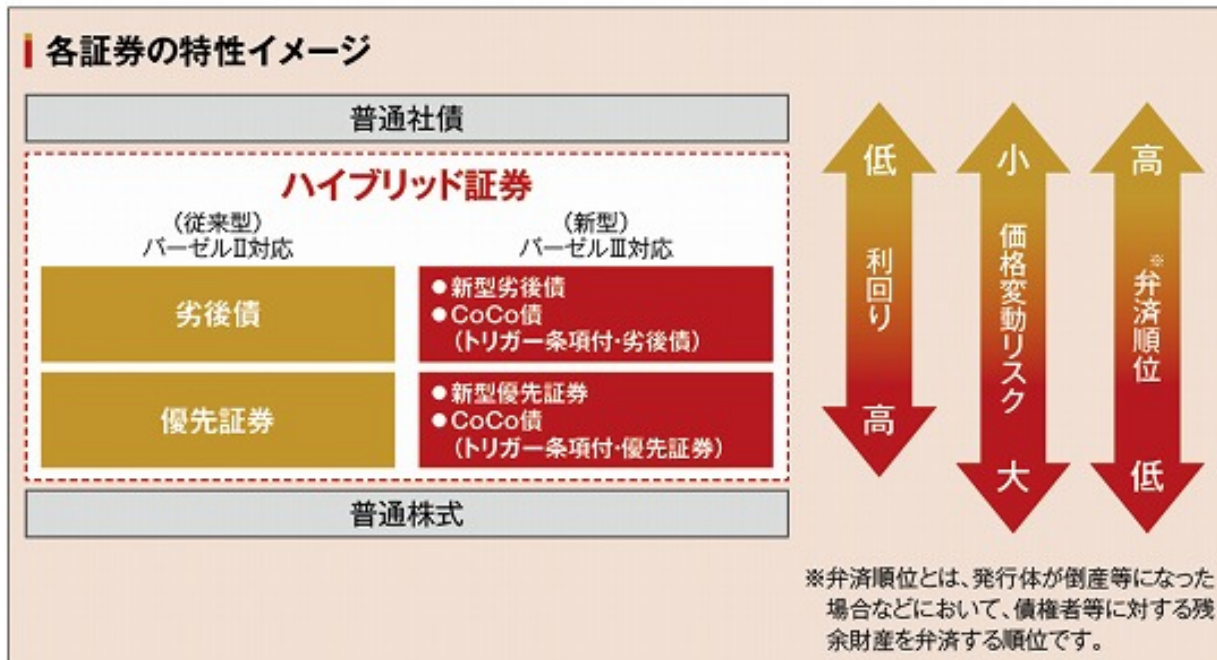 各証券の特性イメージ
普通社債
ハイブリッド証券
（従来型）
バーゼルⅡ対応
（新型）
バーゼルⅢ対応
劣後債
●新型劣後債
●CoCo債
（トリガー条項付・劣後債）
優先証券
●新型優先証券
●CoCo債
（トリガー条項付・優先証券）
普通株式
低
利回り
高
小
価格変動リスク
大
高
※弁済順位
低
※弁済順位とは、発行体が倒産等になった
場合などにおいて、債権者等に対する残
余財産を弁済する順位です。